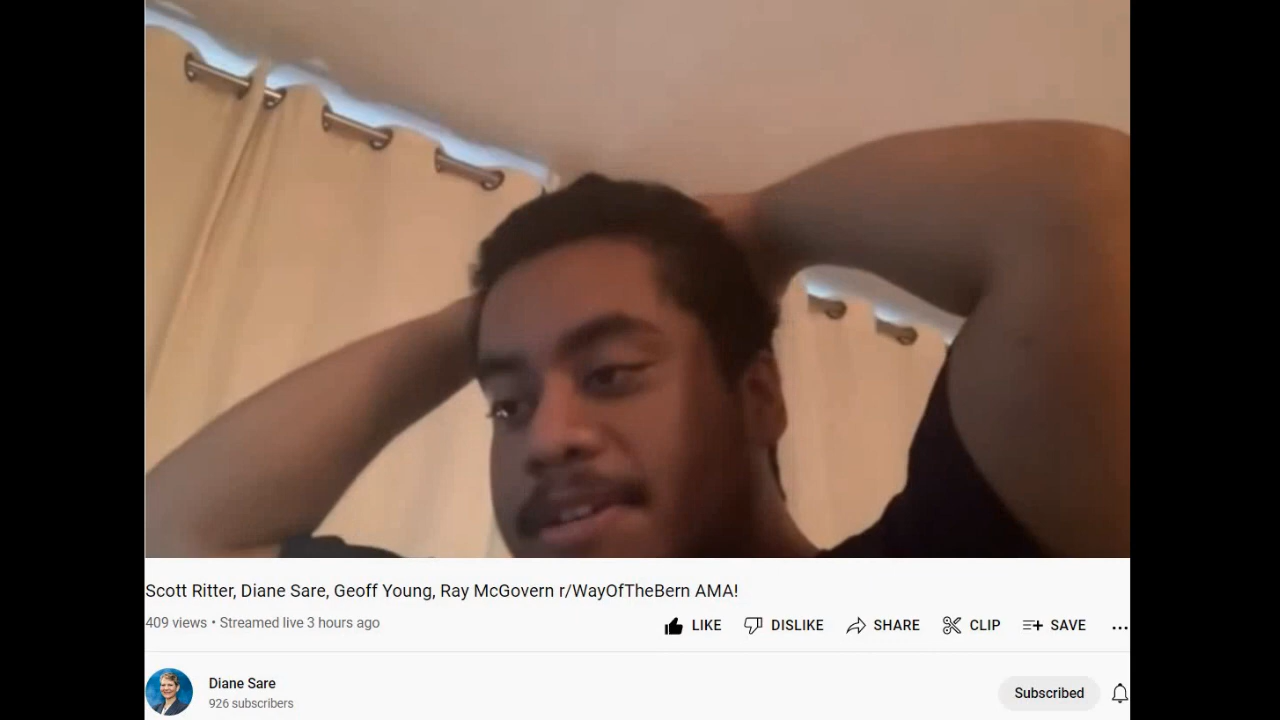 Scott Ritter, Diane Sare, Geoff Young, Ray McGovern r/WayOfTheBern AMA!
409 views • Streamed live 3 hours ago
LIKE DISLIKE SHARE CLIP SAVE ...
Diane Sare
926 subscribers
Subscribed